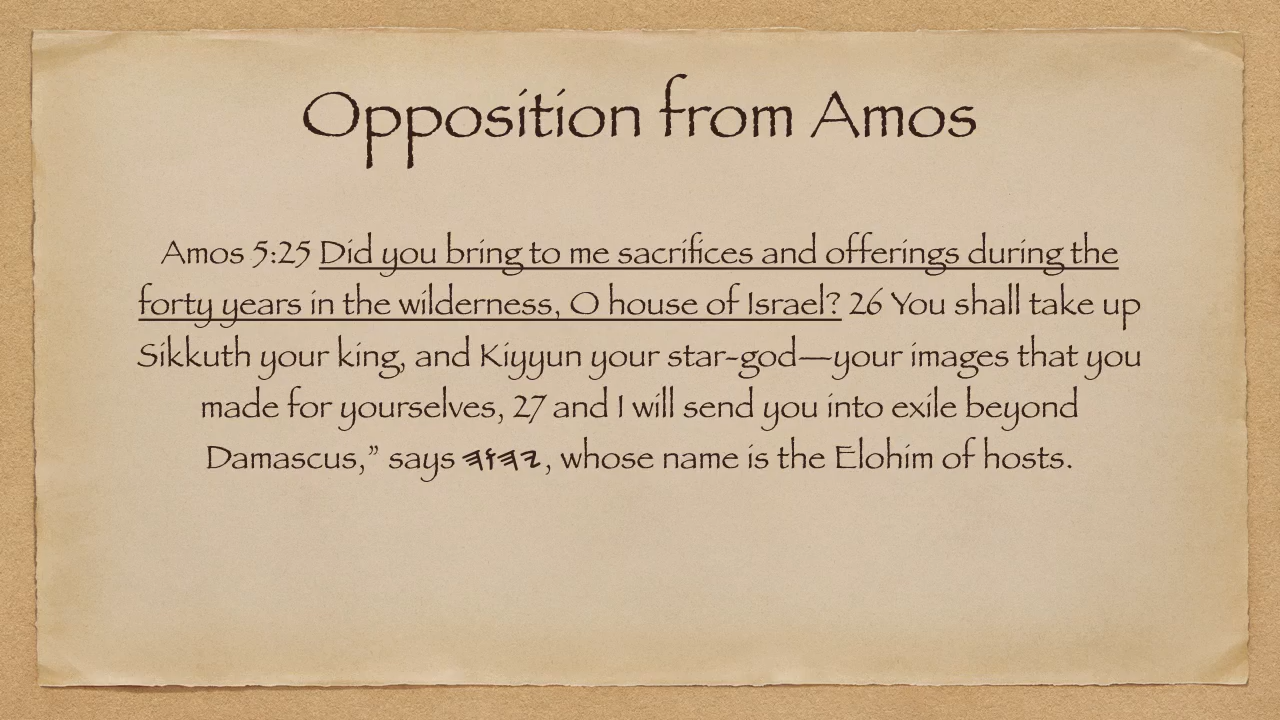 Opposition from Amos
Amos 5:25 Did you bring to me sacrifices and offerings during the
forty years in the wilderness, O house of Israel? 26 You shall take up
Sikkuth your king, and Kiyyun your star-god—your images that you
made for yourselves, 27 and I will send you into exile beyond
Damascus,” says 𐤉𐤄𐤅𐤄, whose name is the Elohim of hosts.